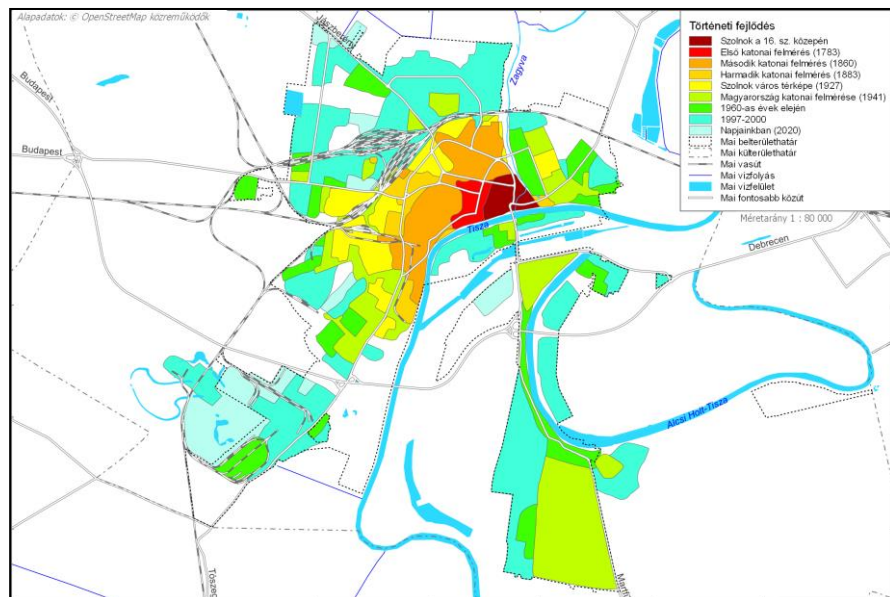 Alapadatok: © OpenStreetMap közreműködők
Jászberény
Zagyva
Budapest
Budapest
Tisza
Debrecen
Alcsi Holt-Tisza
Tószeg
Martfű
Történeti fejlődés
Szolnok a 16. sz. közepén
Első katonai felmérés (1783)
Második katonai felmérés (1860)
Harmadik katonai felmérés (1883)
Szolnok város térképe (1927)
Magyarország katonai felmérése (1941)
1960-as évek elején
1997-2000
Napjainkban (2020)
Mai belterülethatár
Mai külterülethatár
Mai vasút
Mai vízfolyás
Mai vízfelület
Mai fontosabb közút
Méretarány 1 : 80 000